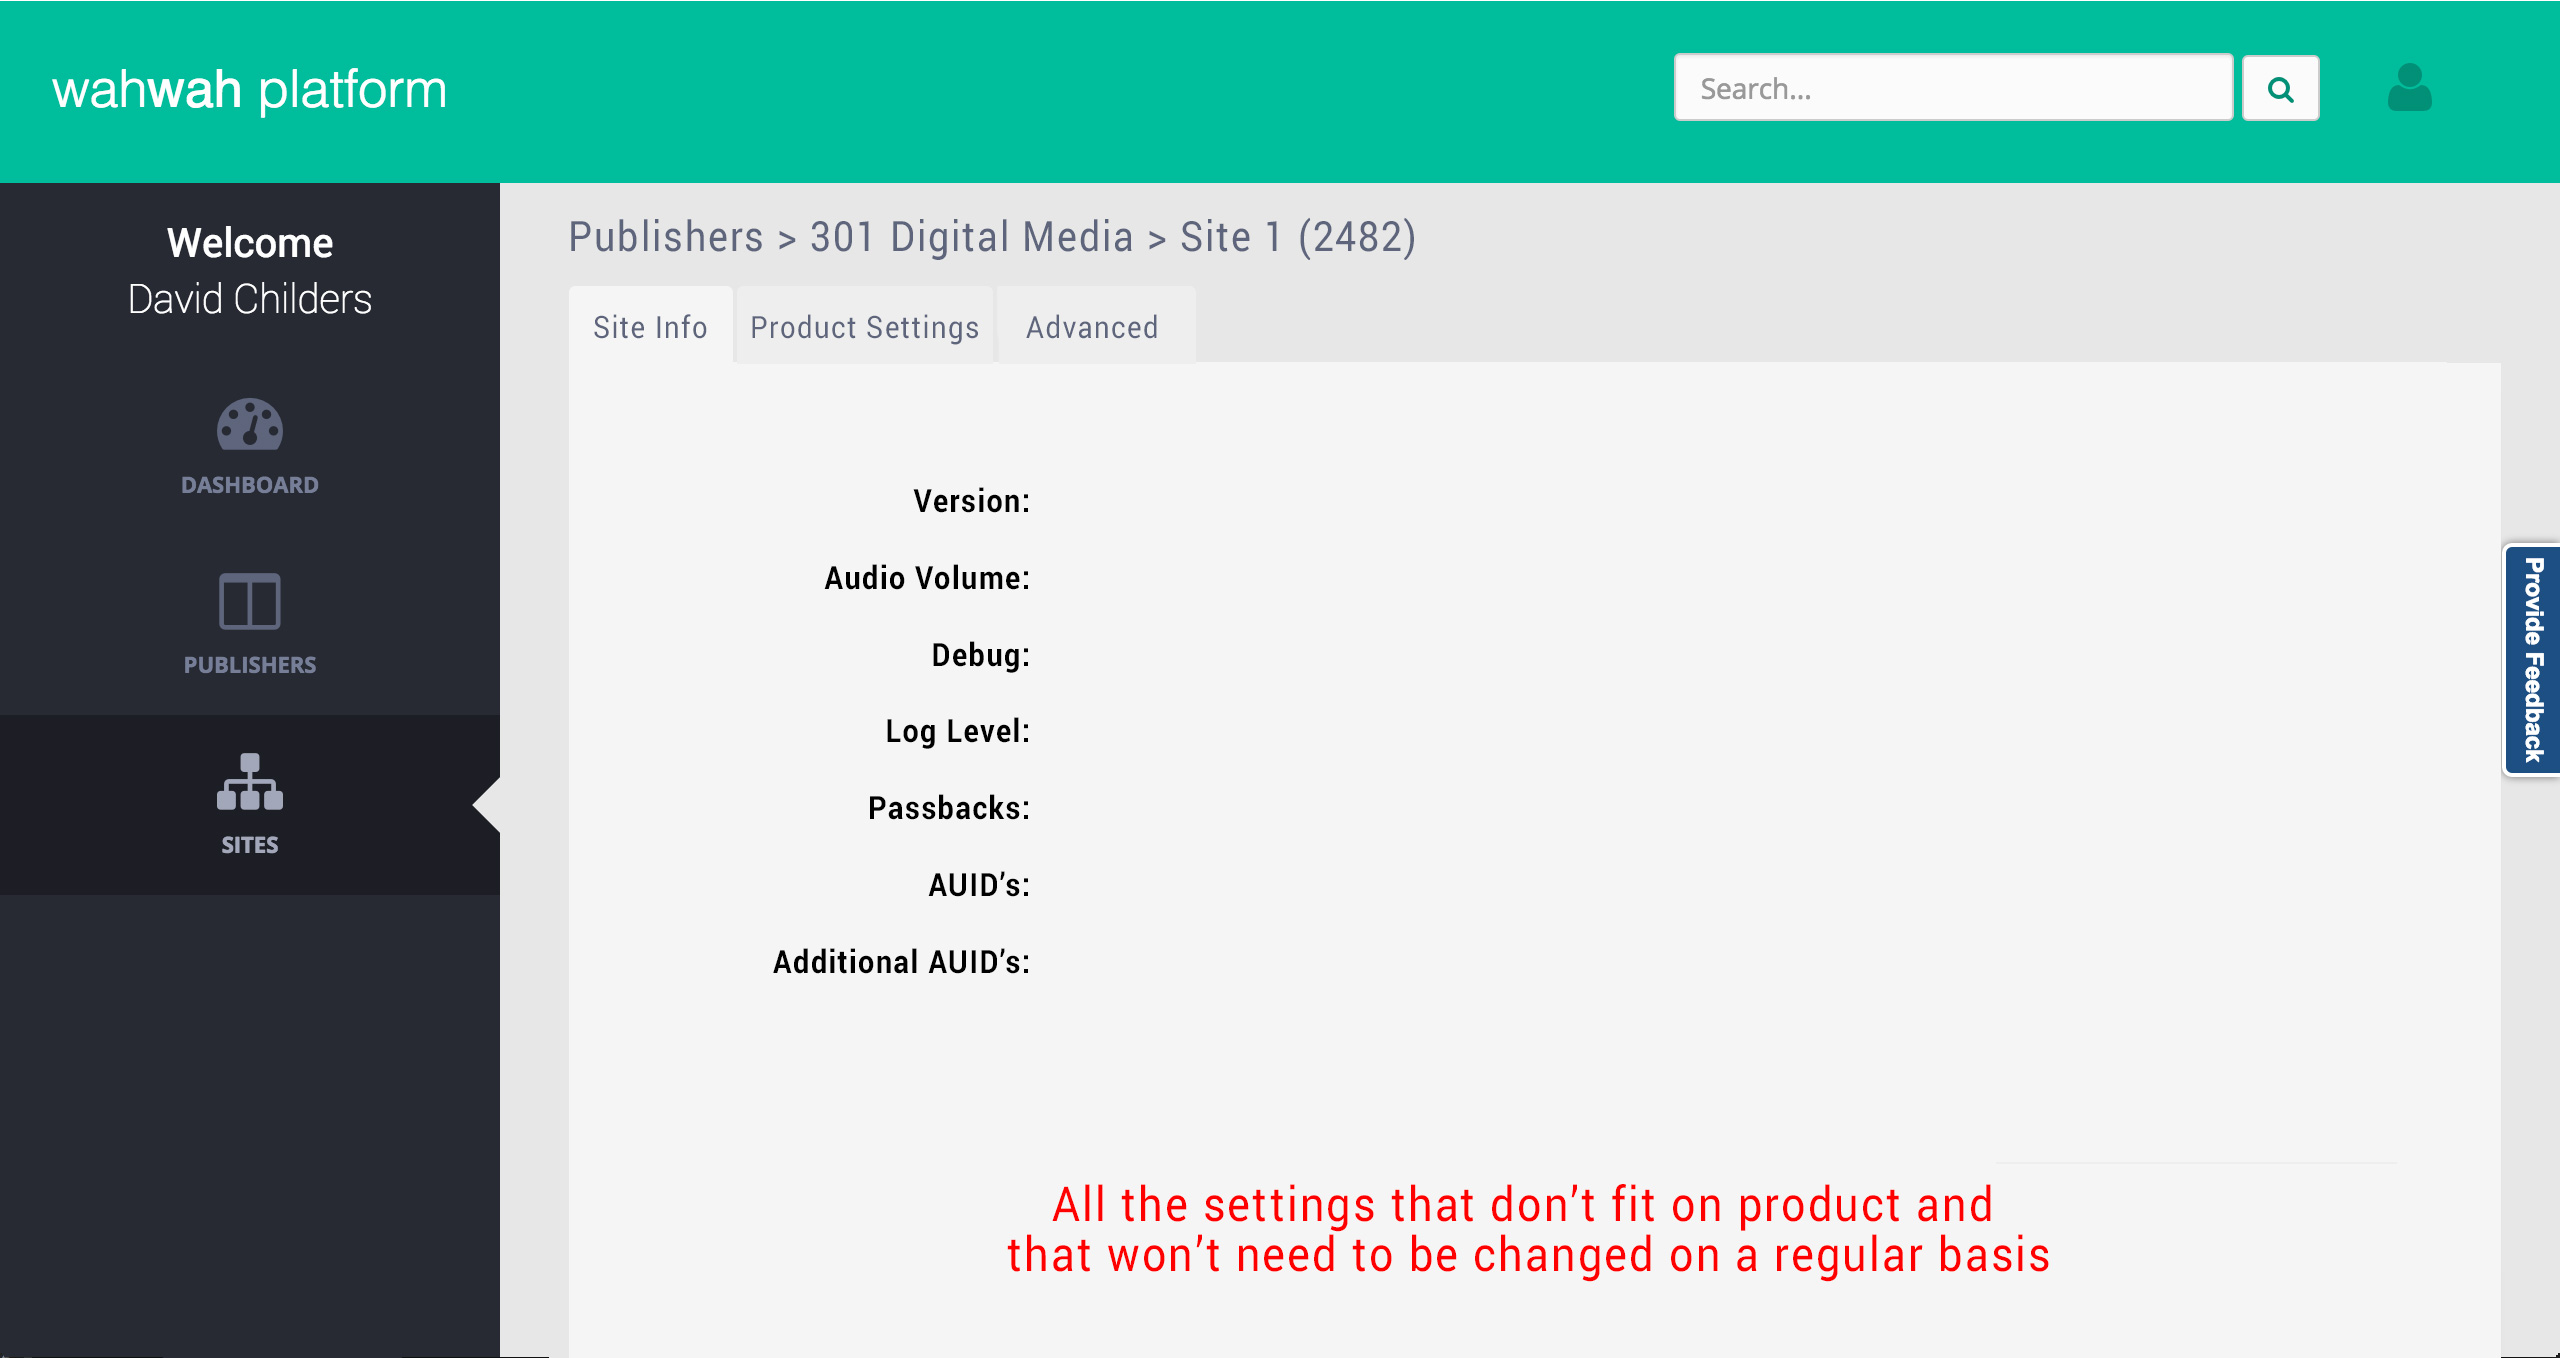 wahwah platform
Search...
Welcome
David Childers
DASHBOARD
PUBLISHERS
SITES
Publishers > 301 Digital Media > Site 1 (2482)
Site Info
Product Settings
Advanced
Version:
Audio Volume:
Debug:
Log Level:
Passbacks:
AUID’s:
Additional AUID’s:
All the settings that don’t fit on product and
that won’t need to be changed on a regular basis
Provide Feedback